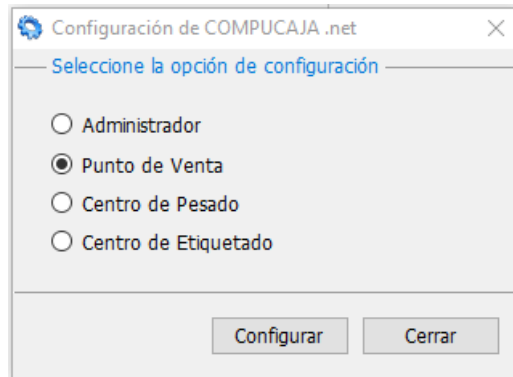 Configuración de COMPUCAJA .net
Seleccione la opción de configuración
Administrador
Punto de Venta
Centro de Pesado
Centro de Etiquetado
Configurar
Cerrar